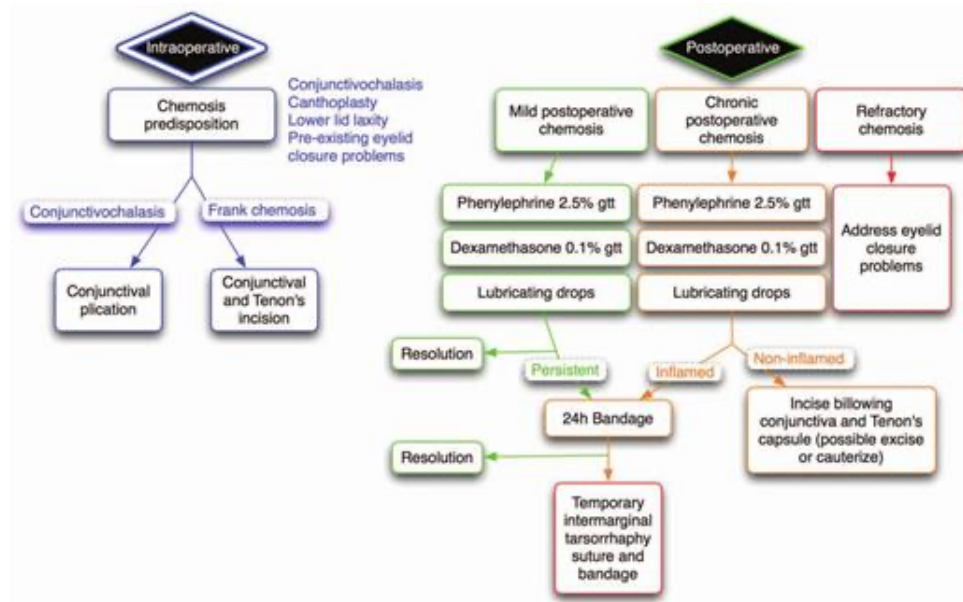 Intraoperative
Chemosis
predisposition
Conjunctivochalasis
Canthoplasty
Lower lid laxity
Pre-existing eyelid
closure problems
Conjunctivochalasis
Frank chemosis
Conjunctival
plication
Conjunctival
and Tenon's
incision
Postoperative
Mild postoperative
chemosis
Chronic
postoperative
chemosis
Refractory
chemosis
Phenylephrine 2.5% gtt
Phenylephrine 2.5% gtt
Address eyelid
closure
problems
Dexamethasone 0.1% gtt
Dexamethasone 0.1% gtt
Lubricating drops
Lubricating drops
Resolution
Persistent
Inflamed
Non-inflamed
24h Bandage
Incise billowing
conjunctiva and Tenon's
capsule (possible excise
or cauterize)
Resolution
Temporary
intermarginal
tarsorrhaphy
suture and
bandage